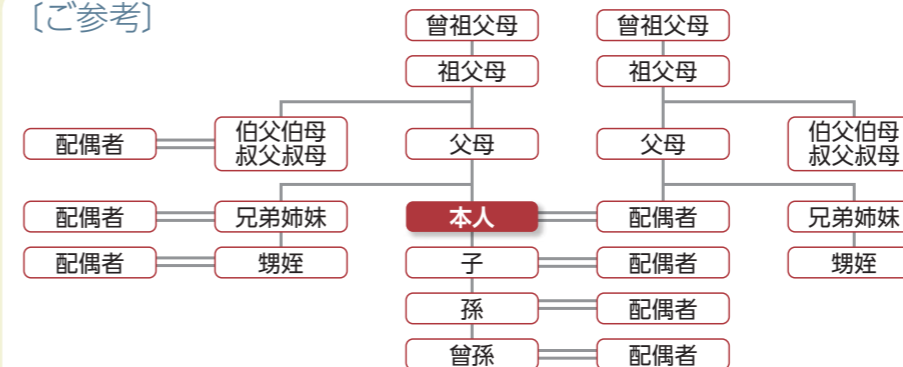 〔ご参考〕
曾祖父母
曾祖父母
祖父母
祖父母
配偶者
伯父伯母
叔父叔母
父母
父母
伯父伯母
叔父叔母
配偶者
兄弟姉妹
本人
配偶者
兄弟姉妹
配偶者
甥姪
子
配偶者
甥姪
孫
配偶者
曾孫
配偶者